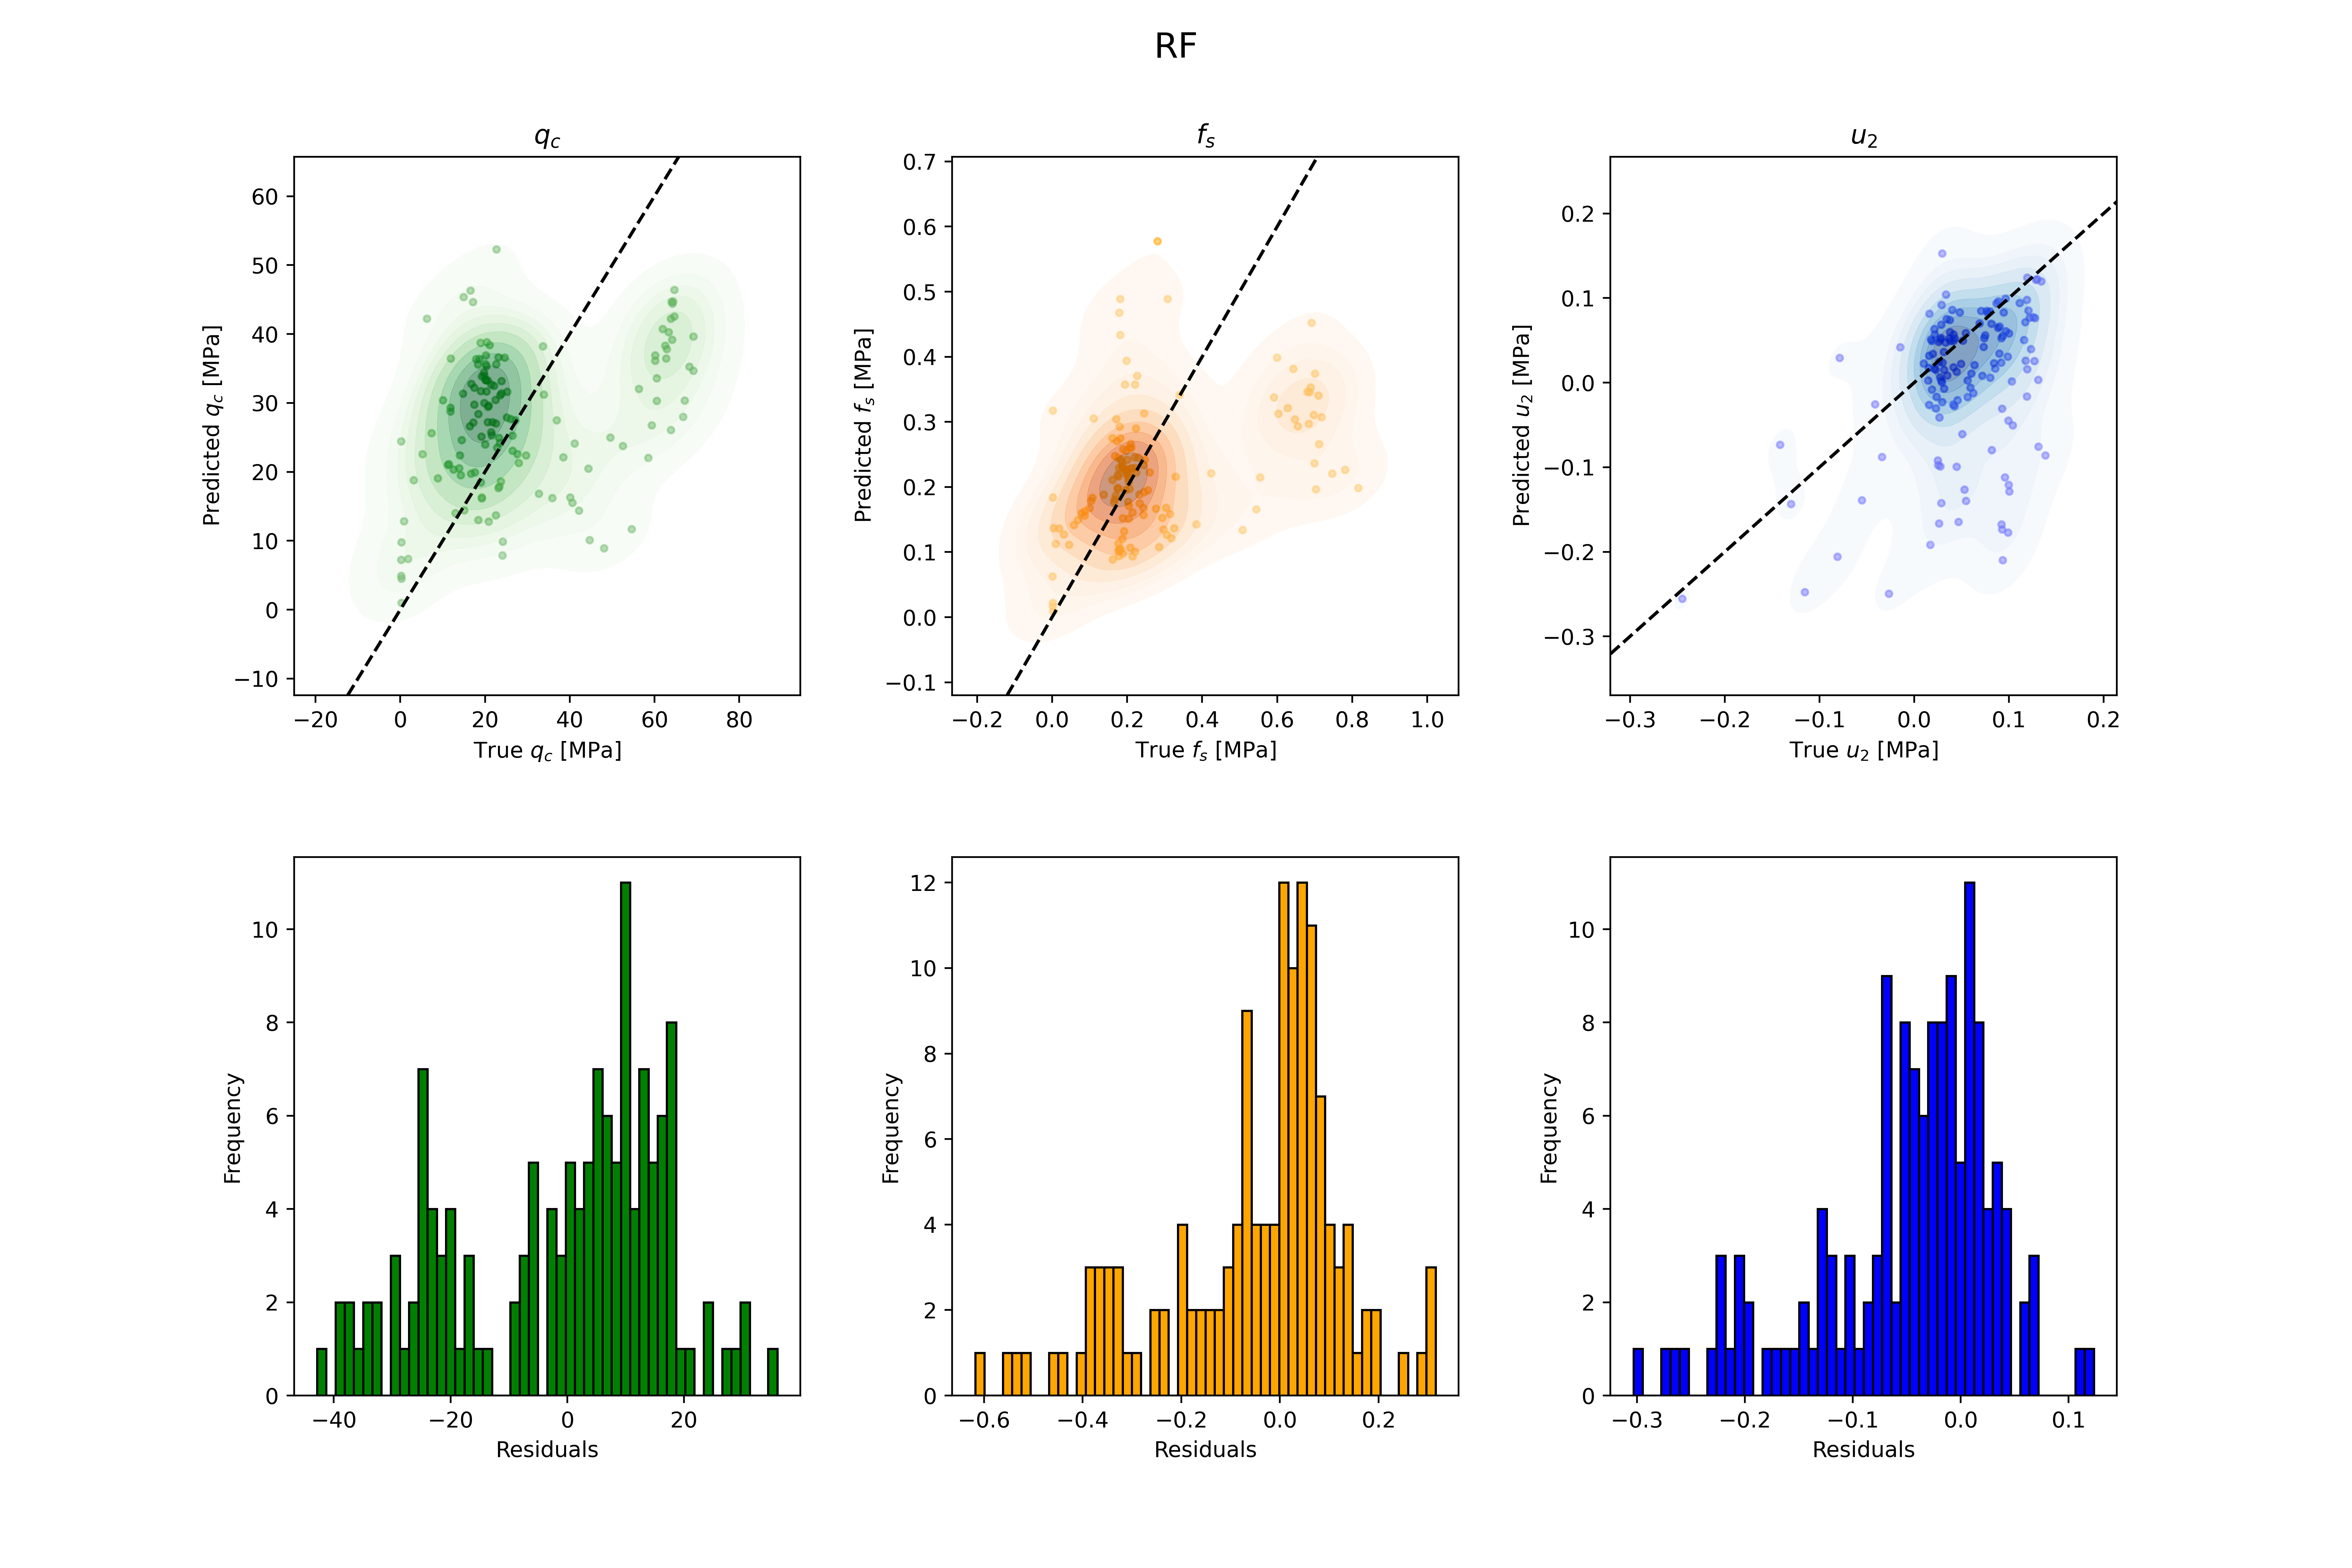 RF
q_c
f_s
u_2
60
50
40
30
20
10
0
−10
Predicted q_c [MPa]
−20 0 20 40 60 80
True q_c [MPa]
0.7
0.6
0.5
0.4
0.3
0.2
0.1
0.0
−0.1
Predicted f_s [MPa]
−0.2 0.0 0.2 0.4 0.6 0.8 1.0
True f_s [MPa]
0.2
0.1
0.0
−0.1
−0.2
−0.3
Predicted u_2 [MPa]
−0.3 −0.2 −0.1 0.0 0.1 0.2
True u_2 [MPa]
10
8
6
4
2
0
Frequency
−40 −20 0 20
Residuals
12
10
8
6
4
2
0
Frequency
−0.6 −0.4 −0.2 0.0 0.2
Residuals
10
8
6
4
2
0
Frequency
−0.3 −0.2 −0.1 0.0 0.1
Residuals